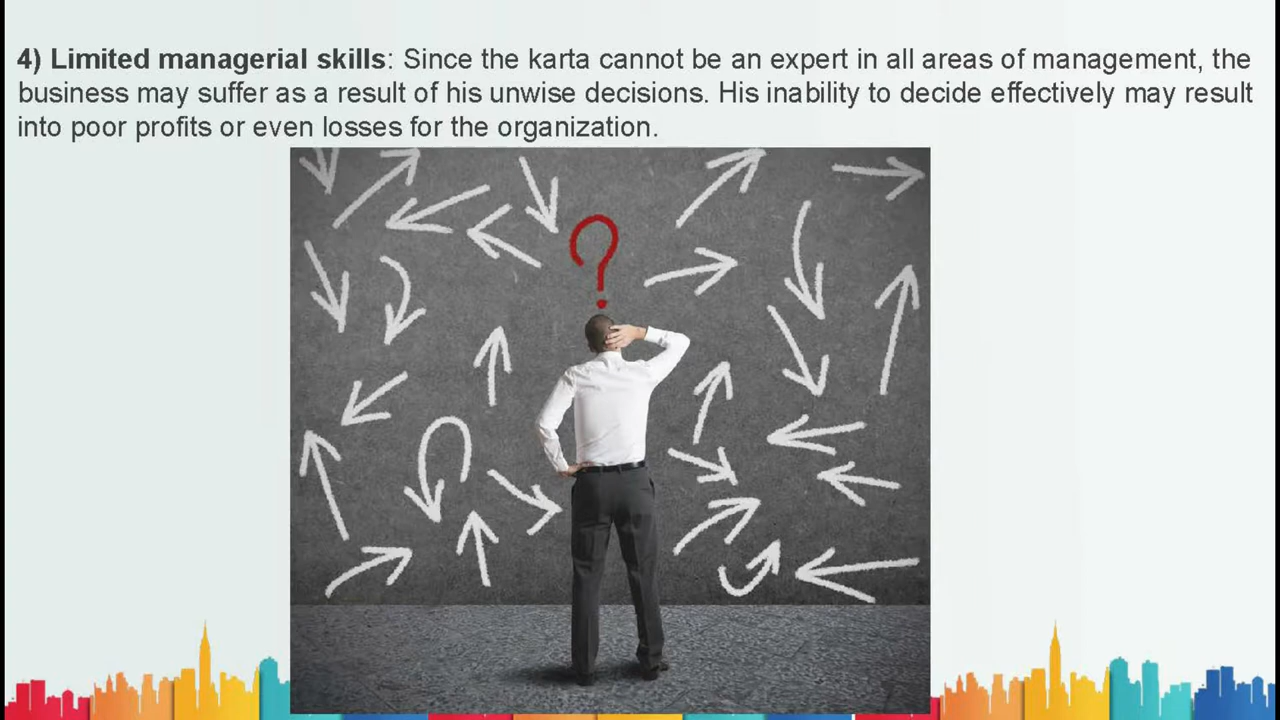 4) Limited managerial skills: Since the karta cannot be an expert in all areas of management, the
business may suffer as a result of his unwise decisions. His inability to decide effectively may result
into poor profits or even losses for the organization.
?